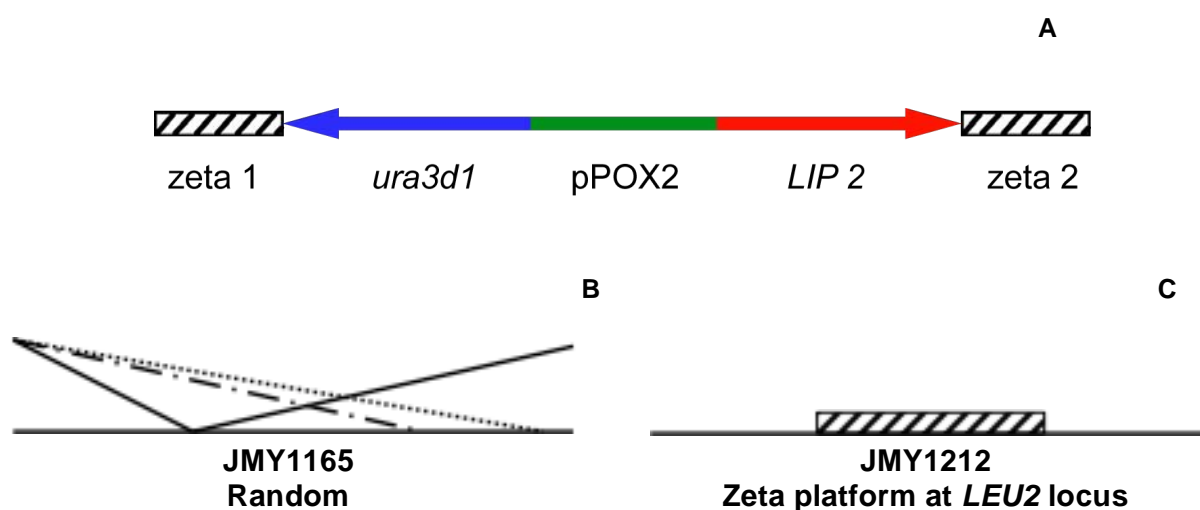 A
zeta 1 ura3d1 pPOX2 LIP 2 zeta 2
B
C
JMY1165
Random
JMY1212
Zeta platform at LEU2 locus